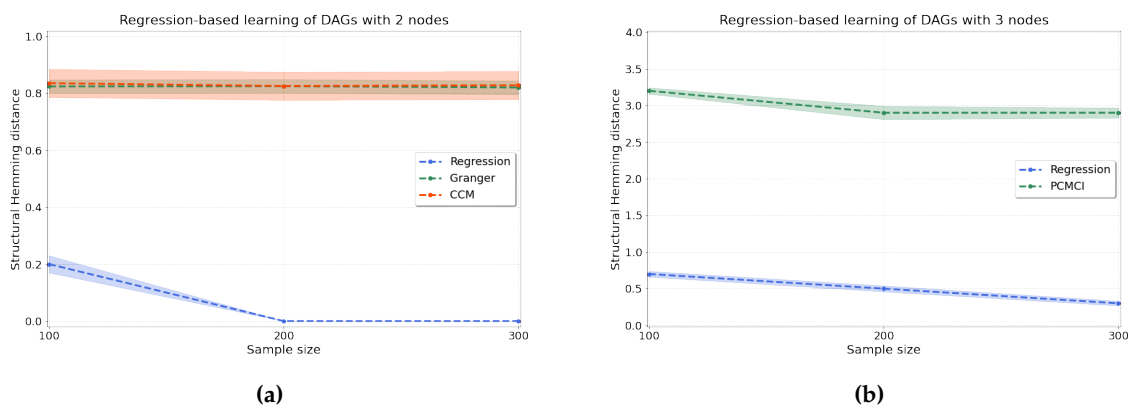 Regression-based learning of DAGs with 2 nodes
1.0
0.8
0.6
0.4
0.2
0.0
Structural Hemming distance
Regression
Granger
CCM
100
200
300
Sample size
(a)
Regression-based learning of DAGs with 3 nodes
4.0
3.5
3.0
2.5
2.0
1.5
1.0
0.5
0.0
Structural Hemming distance
Regression
PCMCI
100
200
300
Sample size
(b)